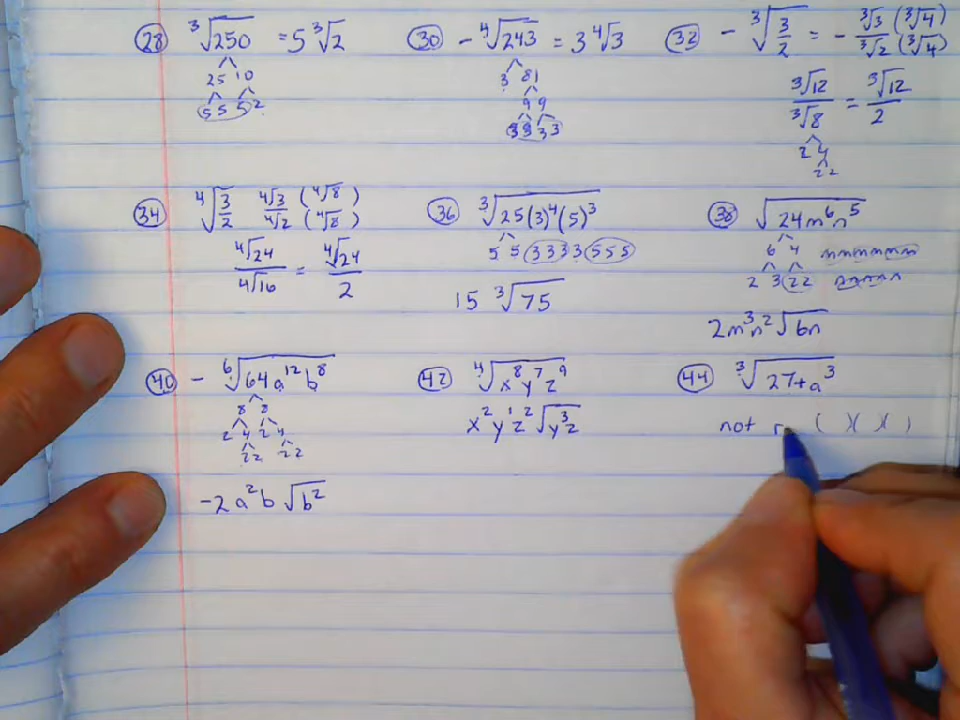 28 ∛250 = 5 ∛2
25 10
5 5 5 2
30 - ∜243 = 3 ∜3
3 81
9 9
3 3 3 3
32 - ∛(3/2) = - ∛3 (∛4) / ∛2 (∛4)
∛12 / ∛8 = ∛12 / 2
2 4
2 2
34 ∜(3/2) ∜3 (∜8) / ∜2 (∜8)
∜24 / ∜16 = ∜24 / 2
36 ∛25(3)⁴(5)³
5 5 3 3 3 3 5 5 5
15 ∛75
38 √24m⁶n⁵
6 4 mmmmmm
2 3 2 2 nnnnn
2m³n²√6n
40 - ⁶√64a¹²b⁸
8 8
2 4 2 4
2 2 2 2
-2a²b √b²
42 ∜x⁸y⁷z⁹
x²y¹z²√y³z
44 ∛27+a³
not r ( )( )( )